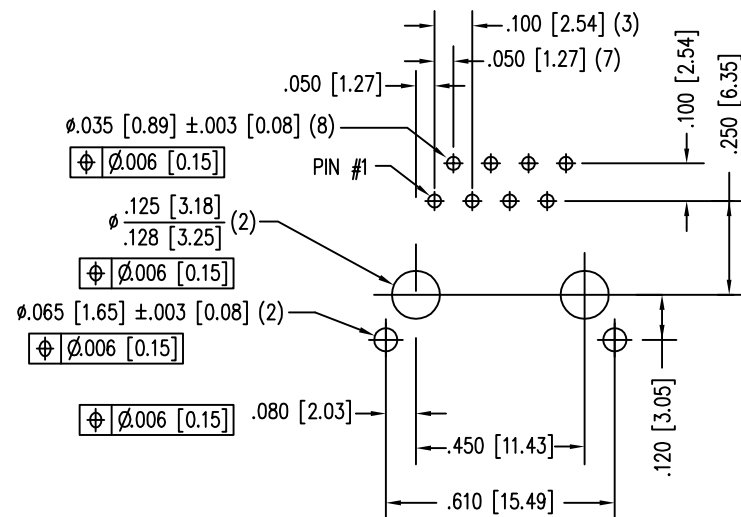 .100 [2.54] (3)
.050 [1.27] (7)
.050 [1.27]
.100 [2.54]
.250 [6.35]
ø.035 [0.89] ±.003 [0.08] (8)
⌖ Ø.006 [0.15]
PIN #1
ø .125 [3.18]
.128 [3.25] (2)
⌖ Ø.006 [0.15]
ø.065 [1.65] ±.003 [0.08] (2)
⌖ Ø.006 [0.15]
⌖ Ø.006 [0.15]
.080 [2.03]
.450 [11.43]
.120 [3.05]
.610 [15.49]